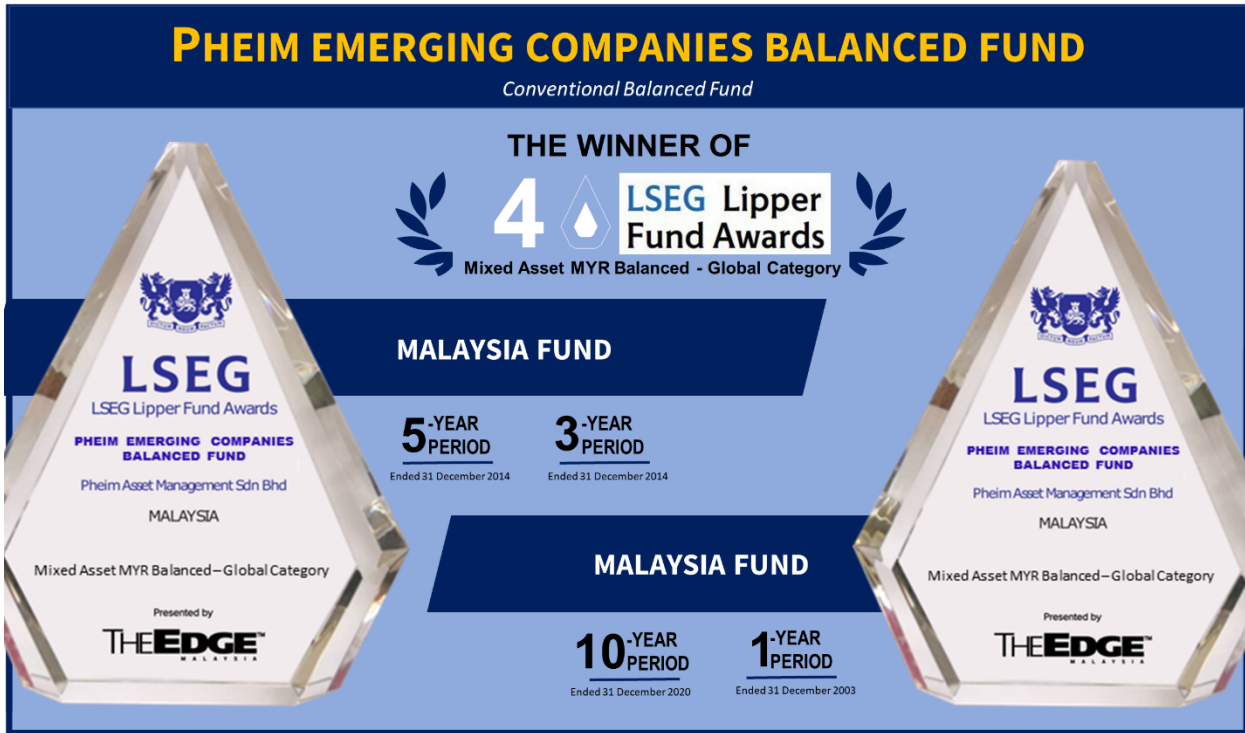 PHEIM EMERGING COMPANIES BALANCED FUND
Conventional Balanced Fund
THE WINNER OF
4
LSEG Lipper
Fund Awards
Mixed Asset MYR Balanced - Global Category
LSEG
LSEG Lipper Fund Awards
PHEIM EMERGING COMPANIES
BALANCED FUND
Pheim Asset Management Sdn Bhd
MALAYSIA
Mixed Asset MYR Balanced–Global Category
Presented by
THEEDGE™
MALAYSIA
MALAYSIA FUND
5-YEAR
PERIOD
Ended 31 December 2014
3-YEAR
PERIOD
Ended 31 December 2014
MALAYSIA FUND
10-YEAR
PERIOD
Ended 31 December 2020
1-YEAR
PERIOD
Ended 31 December 2003
LSEG
LSEG Lipper Fund Awards
PHEIM EMERGING COMPANIES
BALANCED FUND
Pheim Asset Management Sdn Bhd
MALAYSIA
Mixed Asset MYR Balanced–Global Category
Presented by
THEEDGE™
MALAYSIA